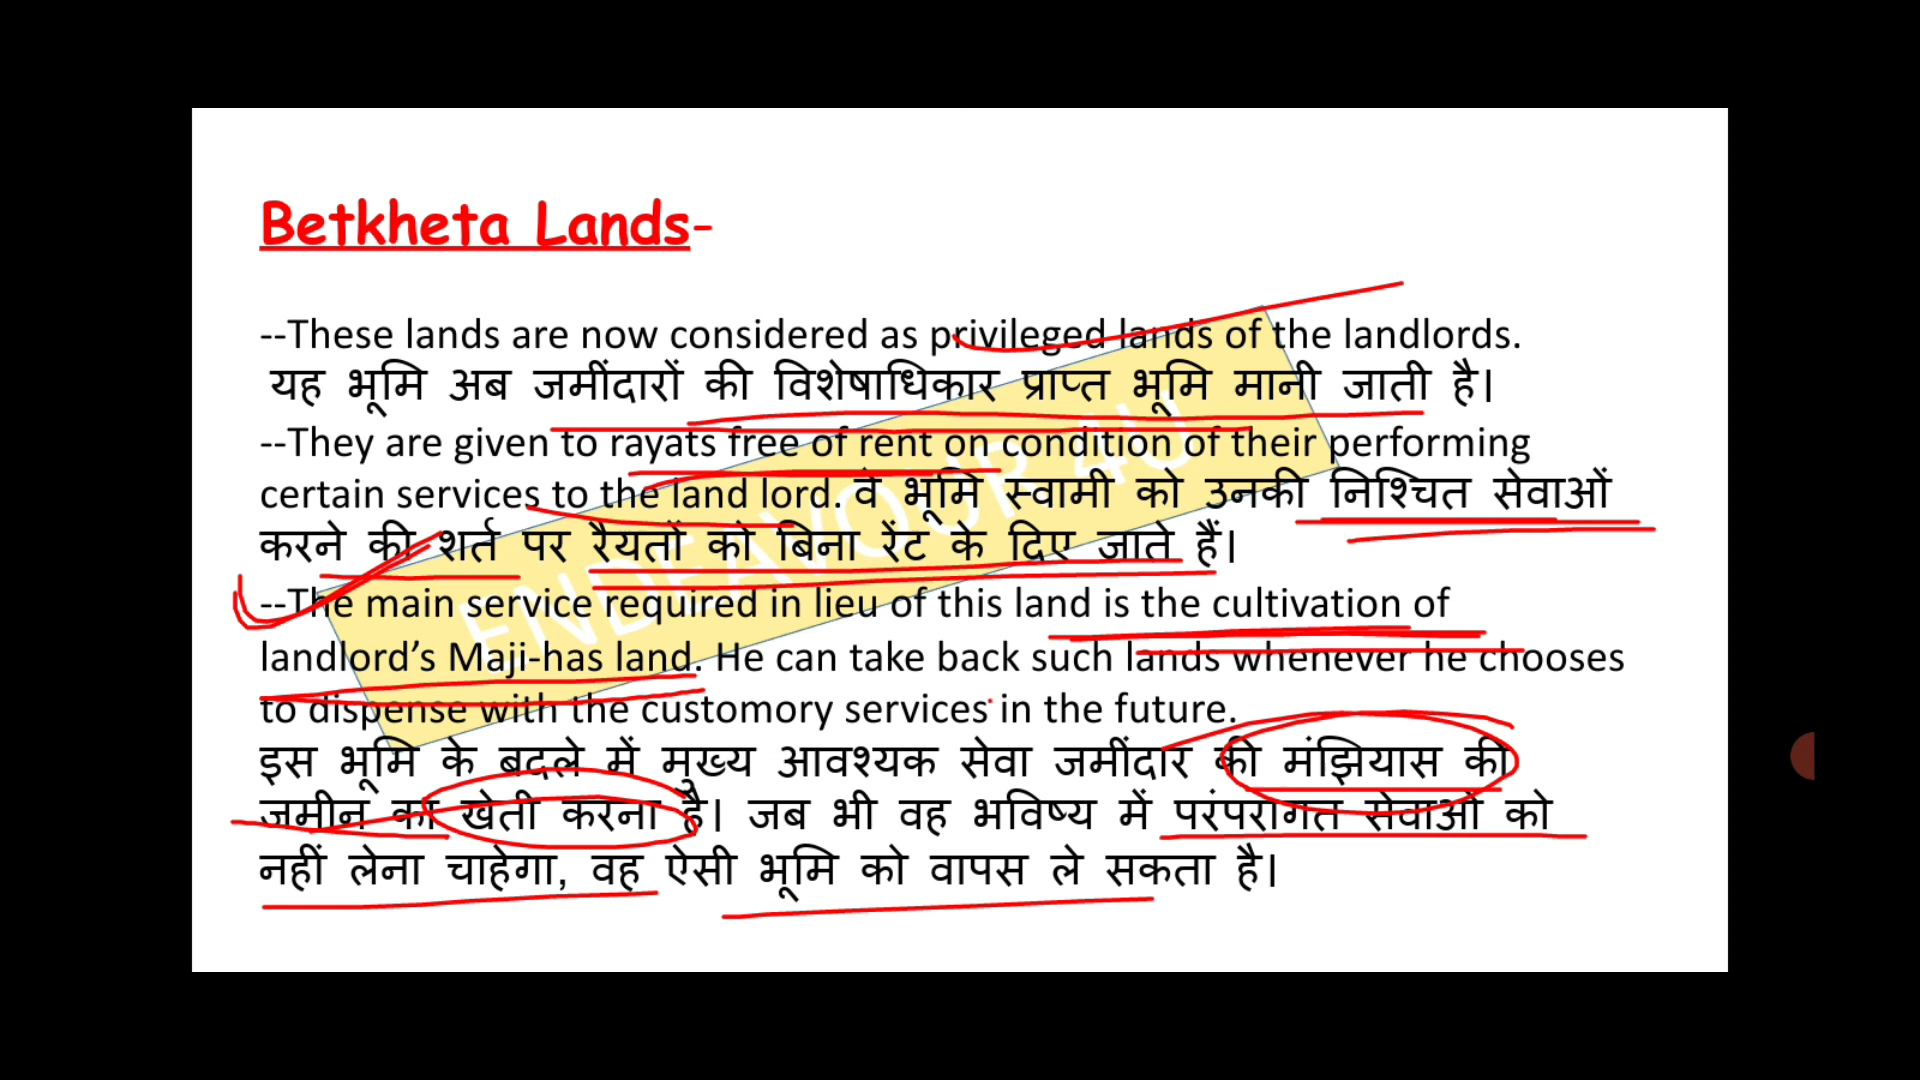 Betkheta Lands-
--These lands are now considered as privileged lands of the landlords.
यह भूमि अब जमींदारों की विशेषाधिकार प्राप्त भूमि मानी जाती है।
--They are given to rayats free of rent on condition of their performing
certain services to the land lord. वे भूमि स्वामी को उनकी निश्चित सेवाओं
करने की शर्त पर रैयतों को बिना रेंट के दिए जाते हैं।
--The main service required in lieu of this land is the cultivation of
landlord's Maji-has land. He can take back such lands whenever he chooses
to dispense with the customory services in the future.
इस भूमि के बदले में मुख्य आवश्यक सेवा जमींदार की मंझियास की
जमीन का खेती करना है। जब भी वह भविष्य में परंपरागत सेवाओं को
नहीं लेना चाहेगा, वह ऐसी भूमि को वापस ले सकता है।
ENDEAVOUR 4U